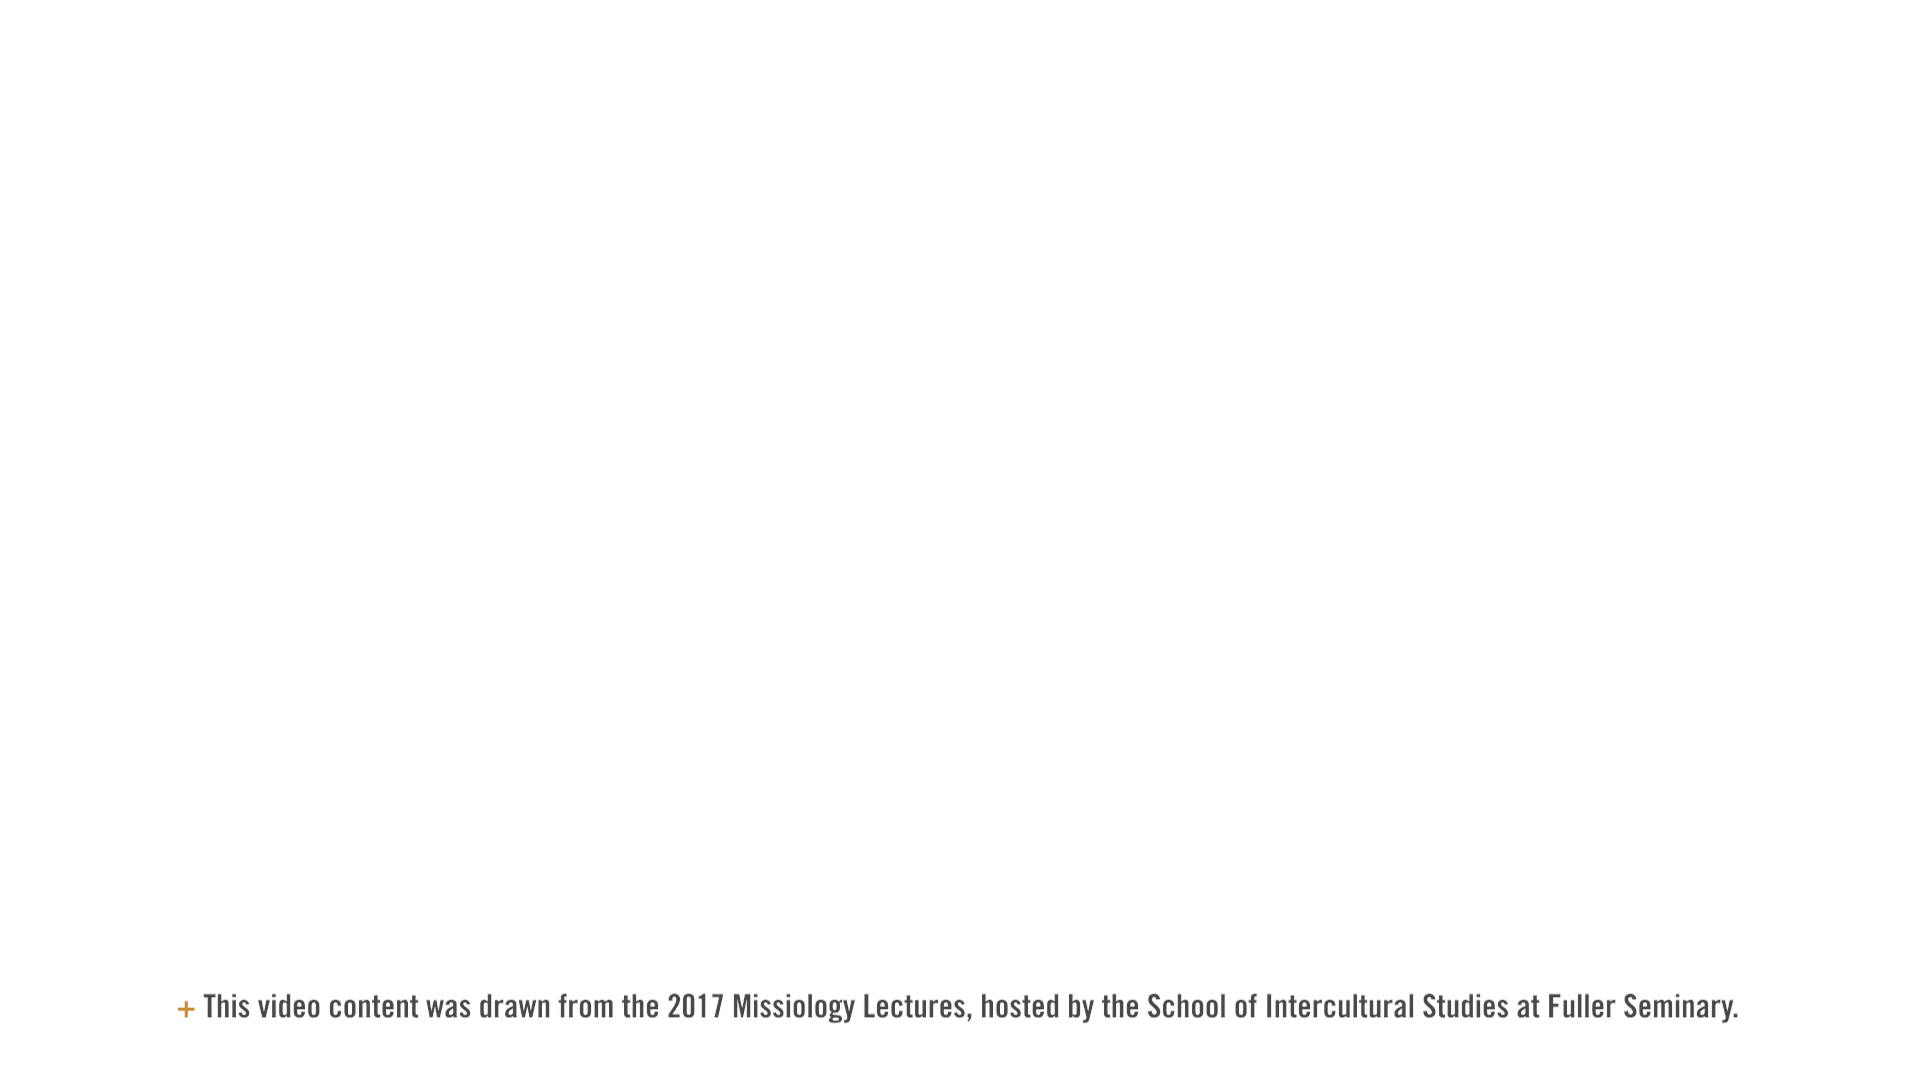 + This video content was drawn from the 2017 Missiology Lectures, hosted by the School of Intercultural Studies at Fuller Seminary.